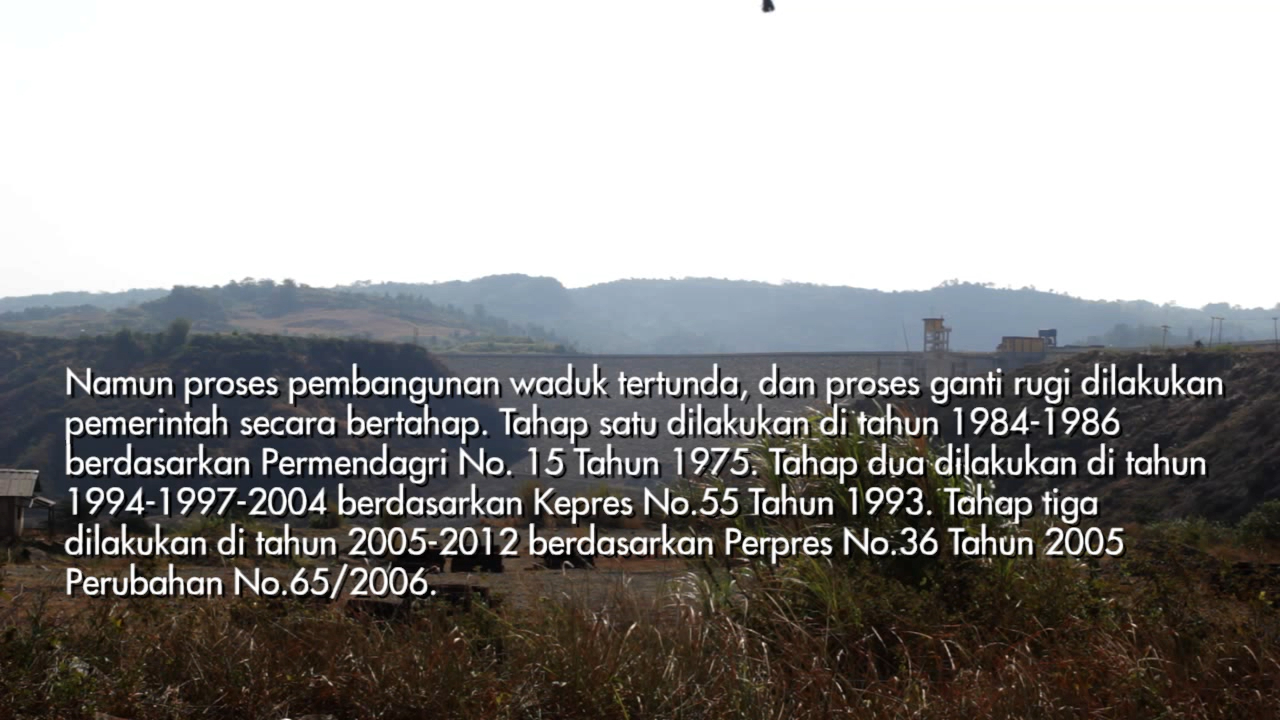 Namun proses pembangunan waduk tertunda, dan proses ganti rugi dilakukan
pemerintah secara bertahap. Tahap satu dilakukan di tahun 1984-1986
berdasarkan Permendagri No. 15 Tahun 1975. Tahap dua dilakukan di tahun
1994-1997-2004 berdasarkan Kepres No.55 Tahun 1993. Tahap tiga
dilakukan di tahun 2005-2012 berdasarkan Perpres No.36 Tahun 2005
Perubahan No.65/2006.